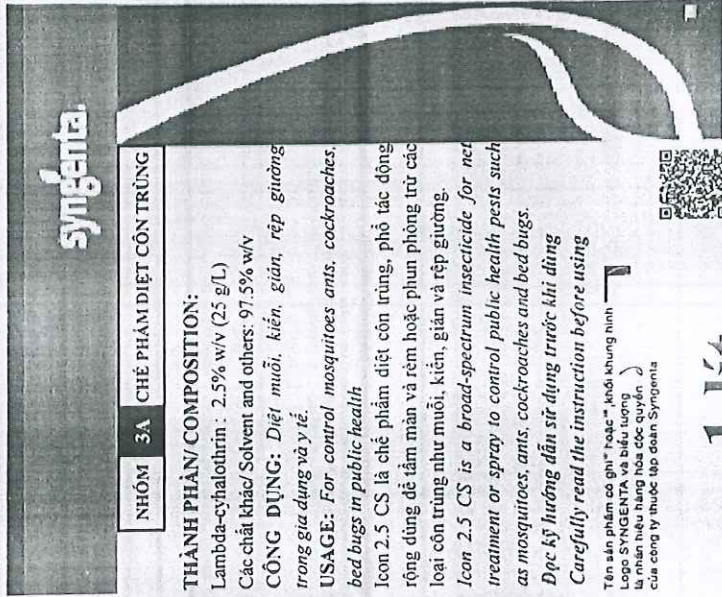 syngenta.
NHÓM 3A CHẾ PHẨM DIỆT CÔN TRÙNG
THÀNH PHẦN/ COMPOSITION:
Lambda-cyhalothrin : 2.5% w/v (25 g/L)
Các chất khác/ Solvent and others: 97.5% w/v
CÔNG DỤNG: Diệt muỗi, kiến, gián, rệp giường
trong gia dụng và y tế.
USAGE: For control mosquitoes ants, cockroaches,
bed bugs in public health
Icon 2.5 CS là chế phẩm diệt côn trùng, phổ tác động
rộng dùng để tẩm màn và rèm hoặc phun phòng trừ các
loại côn trùng như muỗi, kiến, gián và rệp giường.
Icon 2.5 CS is a broad-spectrum insecticide for net
treatment or spray to control public health pests such
as mosquitoes, ants, cockroaches and bed bugs.
Đọc kỹ hướng dẫn sử dụng trước khi dùng
Carefully read the instruction before using
Tên sản phẩm có ghi ® hoặc ™, khối khung hình
Logo SYNGENTA và biểu tượng
là nhãn hiệu hàng hóa độc quyền
của công ty thuộc tập đoàn Syngenta
1 lít